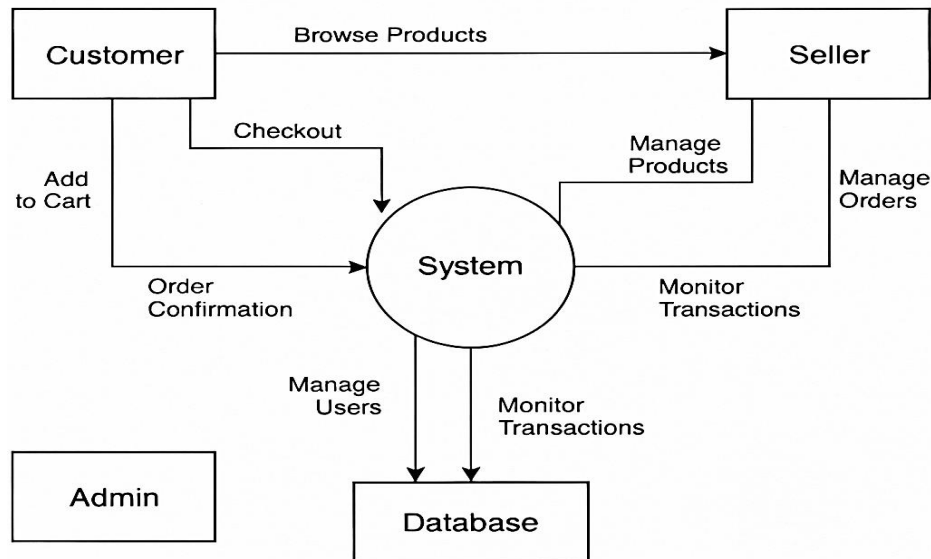 Customer
Browse Products
Seller
Checkout
Manage
Products
Add
to Cart
Manage
Orders
System
Order
Confirmation
Monitor
Transactions
Manage
Users
Monitor
Transactions
Admin
Database